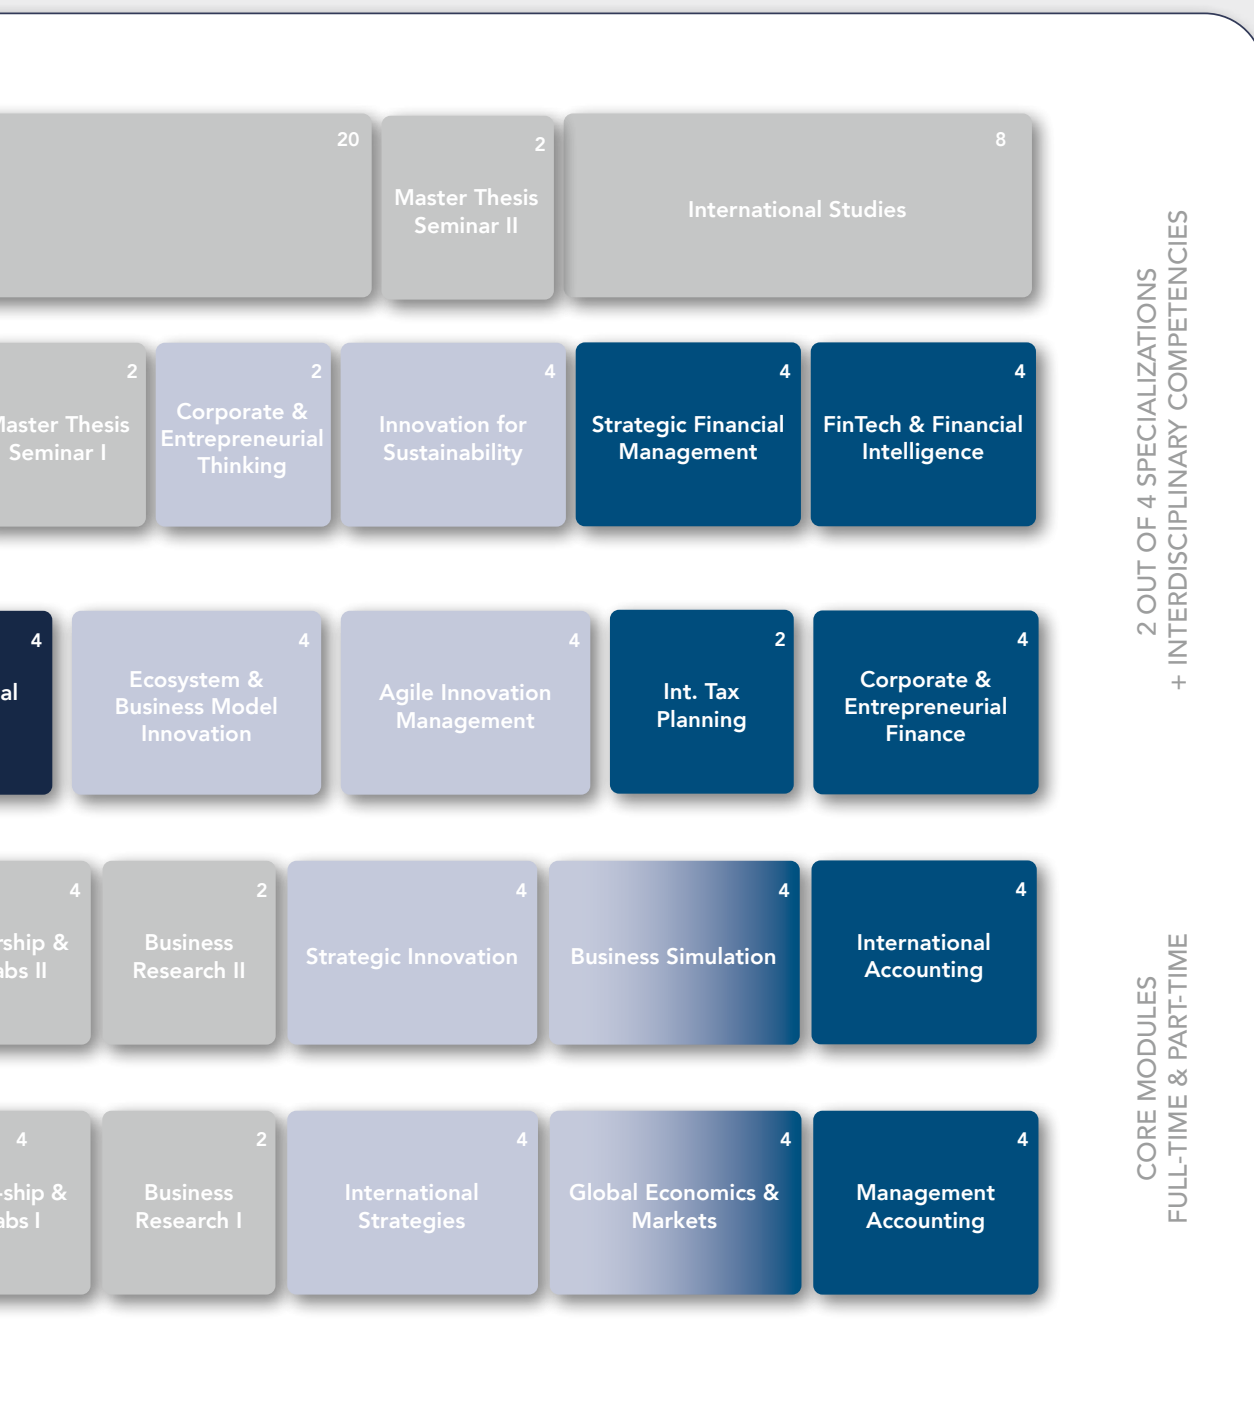 20
2
Master Thesis
Seminar II
8
International Studies
2
Thesis
Seminar I
2
Corporate &
Entrepreneurial
Thinking
4
Innovation for
Sustainability
4
Strategic Financial
Management
4
FinTech & Financial
Intelligence
4
4
Ecosystem &
Business Model
Innovation
4
Agile Innovation
Management
2
Int. Tax
Planning
4
Corporate &
Entrepreneurial
Finance
2 OUT OF 4 SPECIALIZATIONS
+ INTERDISCIPLINARY COMPETENCIES
4
&
II
2
Business
Research II
4
Strategic Innovation
4
Business Simulation
4
International
Accounting
4
&
I
2
Business
Research I
4
International
Strategies
4
Global Economics &
Markets
4
Management
Accounting
CORE MODULES
FULL-TIME & PART-TIME